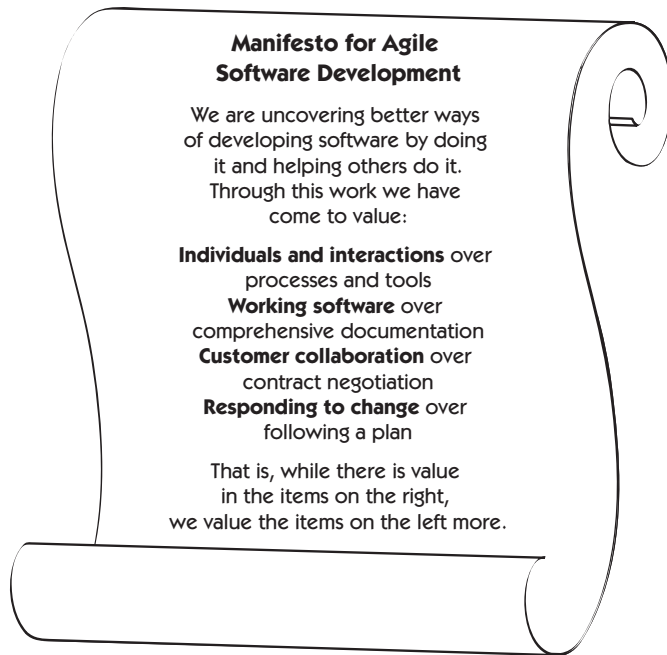 Manifesto for Agile
Software Development
We are uncovering better ways
of developing software by doing
it and helping others do it.
Through this work we have
come to value:
Individuals and interactions over
processes and tools
Working software over
comprehensive documentation
Customer collaboration over
contract negotiation
Responding to change over
following a plan
That is, while there is value
in the items on the right,
we value the items on the left more.